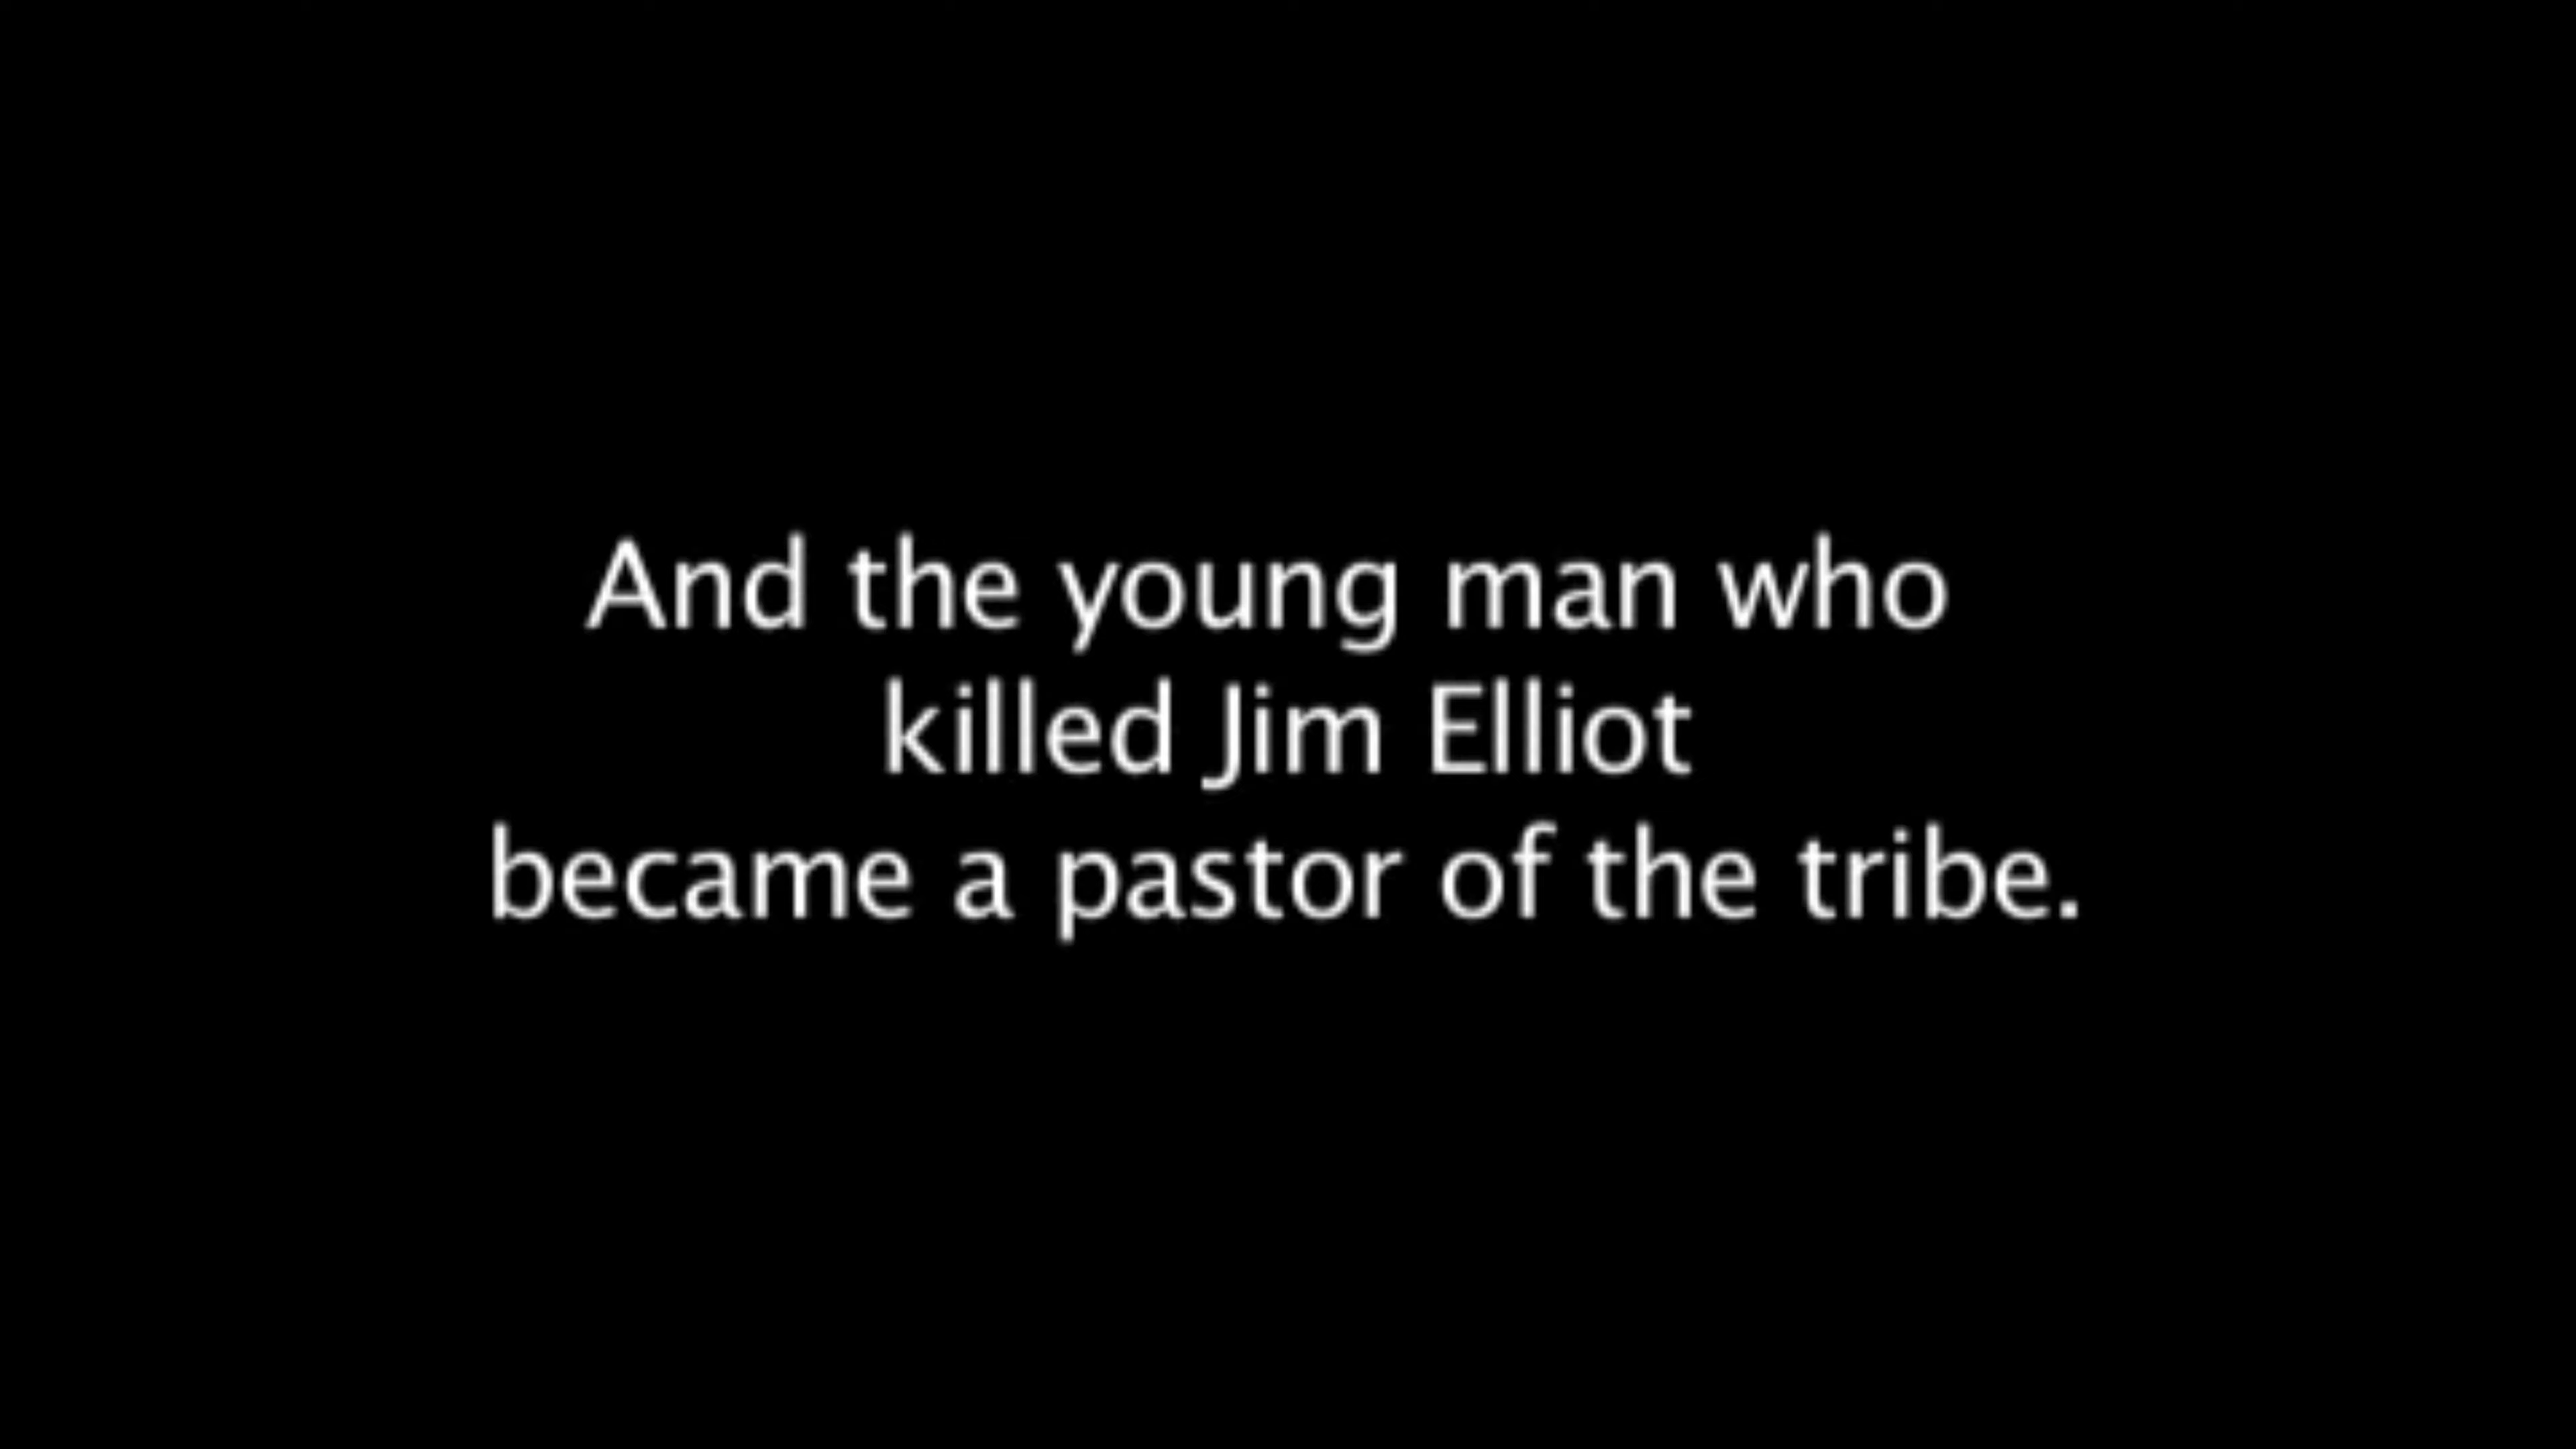 And the young man who
killed Jim Elliot
became a pastor of the tribe.